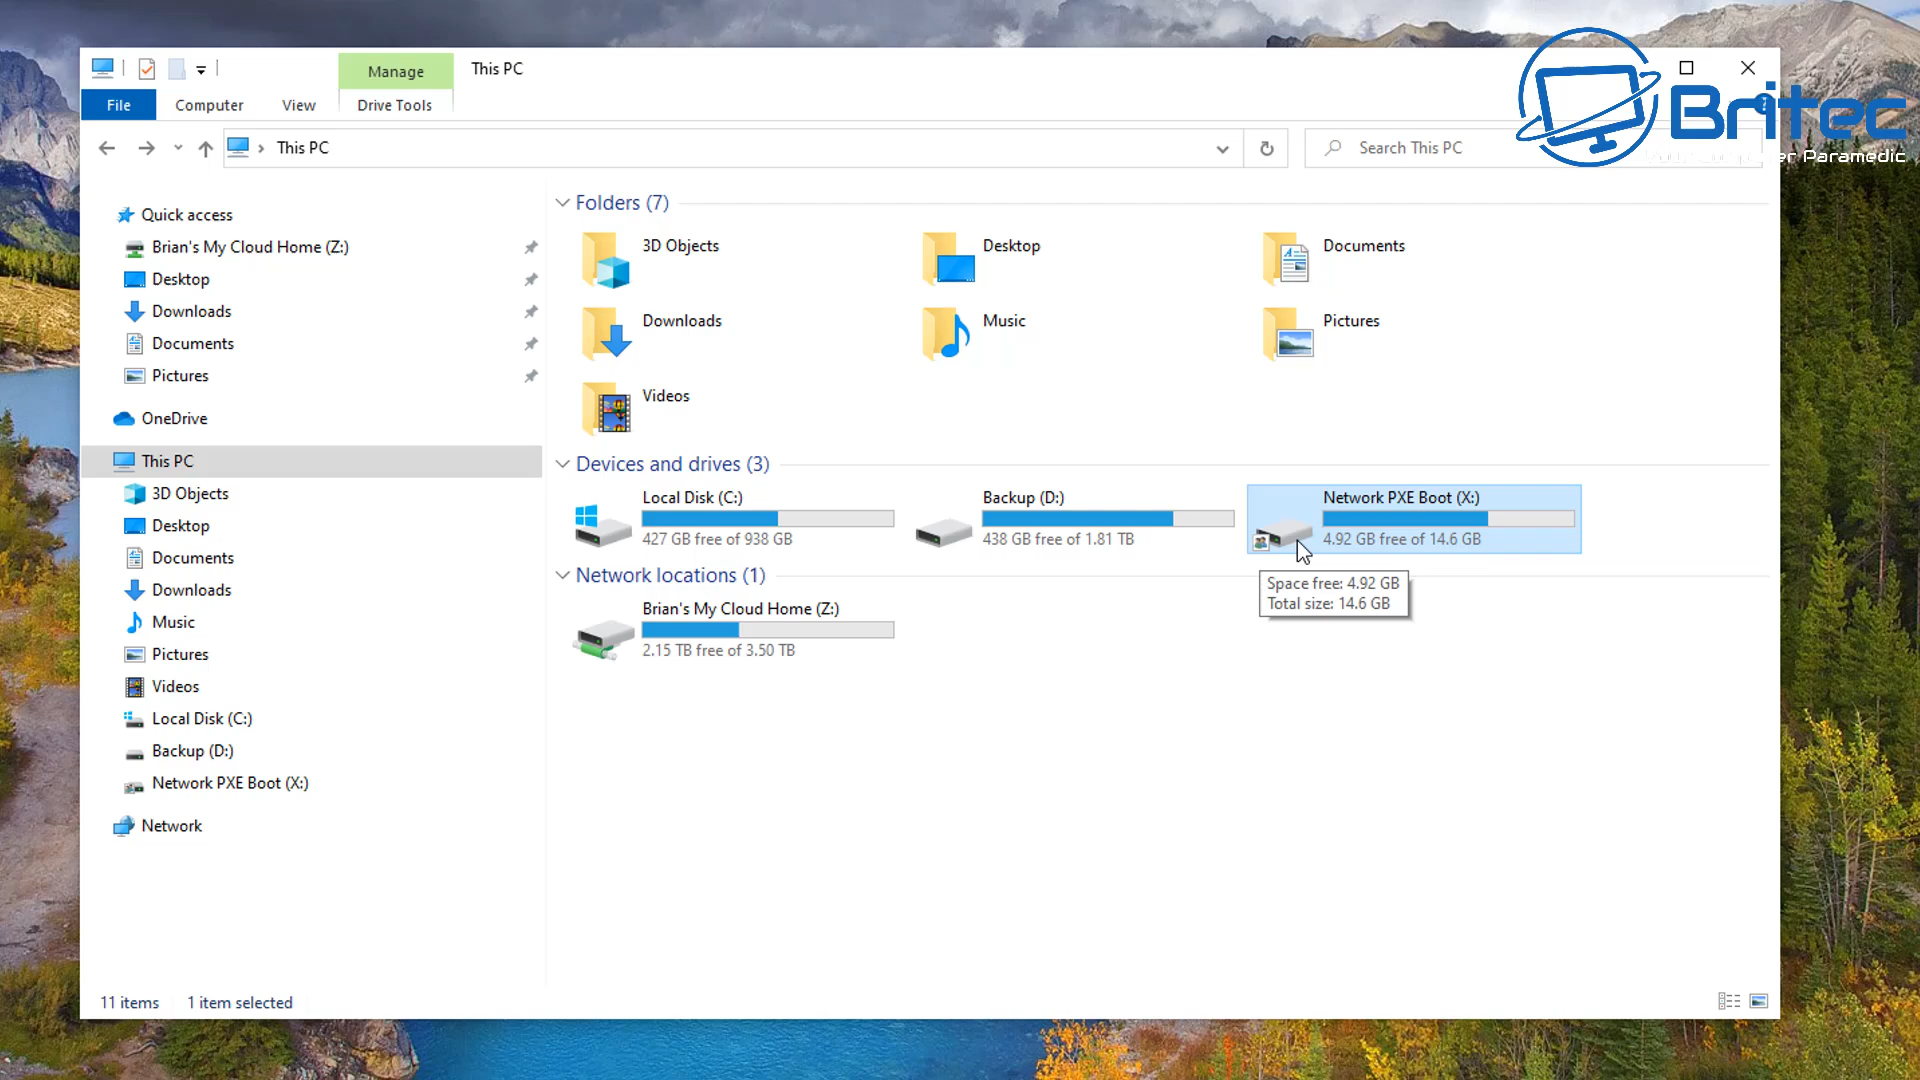 Manage
This PC
File
Computer
View
Drive Tools
Britec
er Paramedic
This PC
Search This PC
Quick access
Brian's My Cloud Home (Z:)
Desktop
Downloads
Documents
Pictures
OneDrive
This PC
3D Objects
Desktop
Documents
Downloads
Music
Pictures
Videos
Local Disk (C:)
Backup (D:)
Network PXE Boot (X:)
Network
Folders (7)
3D Objects
Desktop
Documents
Downloads
Music
Pictures
Videos
Devices and drives (3)
Local Disk (C:)
427 GB free of 938 GB
Backup (D:)
438 GB free of 1.81 TB
Network PXE Boot (X:)
4.92 GB free of 14.6 GB
Space free: 4.92 GB
Total size: 14.6 GB
Network locations (1)
Brian's My Cloud Home (Z:)
2.15 TB free of 3.50 TB
11 items
1 item selected